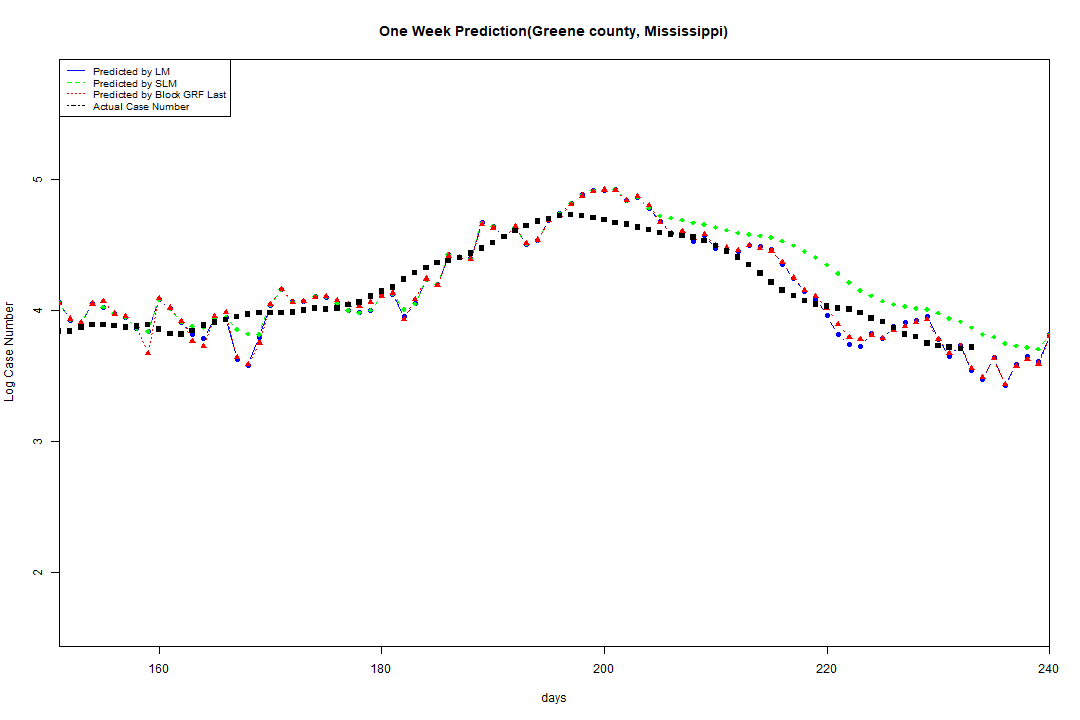 One Week Prediction(Greene county, Mississippi)
Predicted by LM
Predicted by SLM
Predicted by Block GRF Last
Actual Case Number
5
4
3
2
Log Case Number
160 180 200 220 240
days